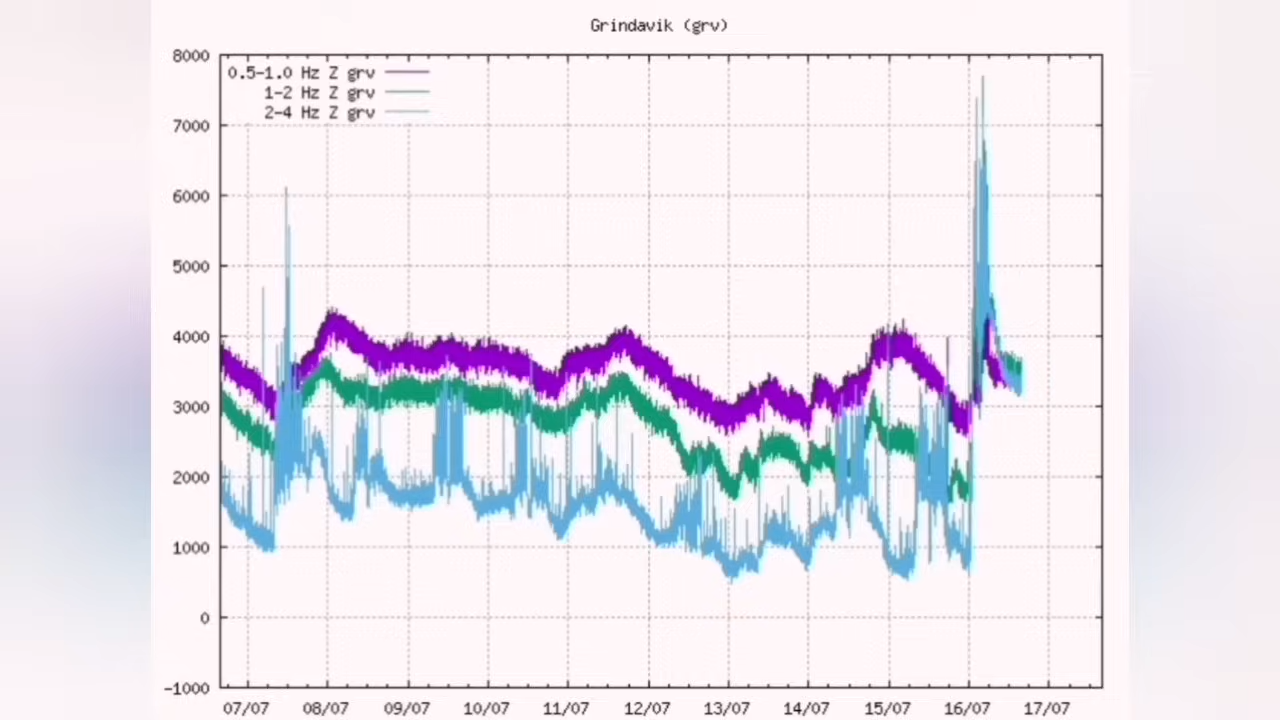 Grindavik (grv)
8000
0.5-1.0 Hz Z grv
1-2 Hz Z grv
2-4 Hz Z grv
7000
6000
5000
4000
3000
2000
1000
0
-1000
07/07 08/07 09/07 10/07 11/07 12/07 13/07 14/07 15/07 16/07 17/07